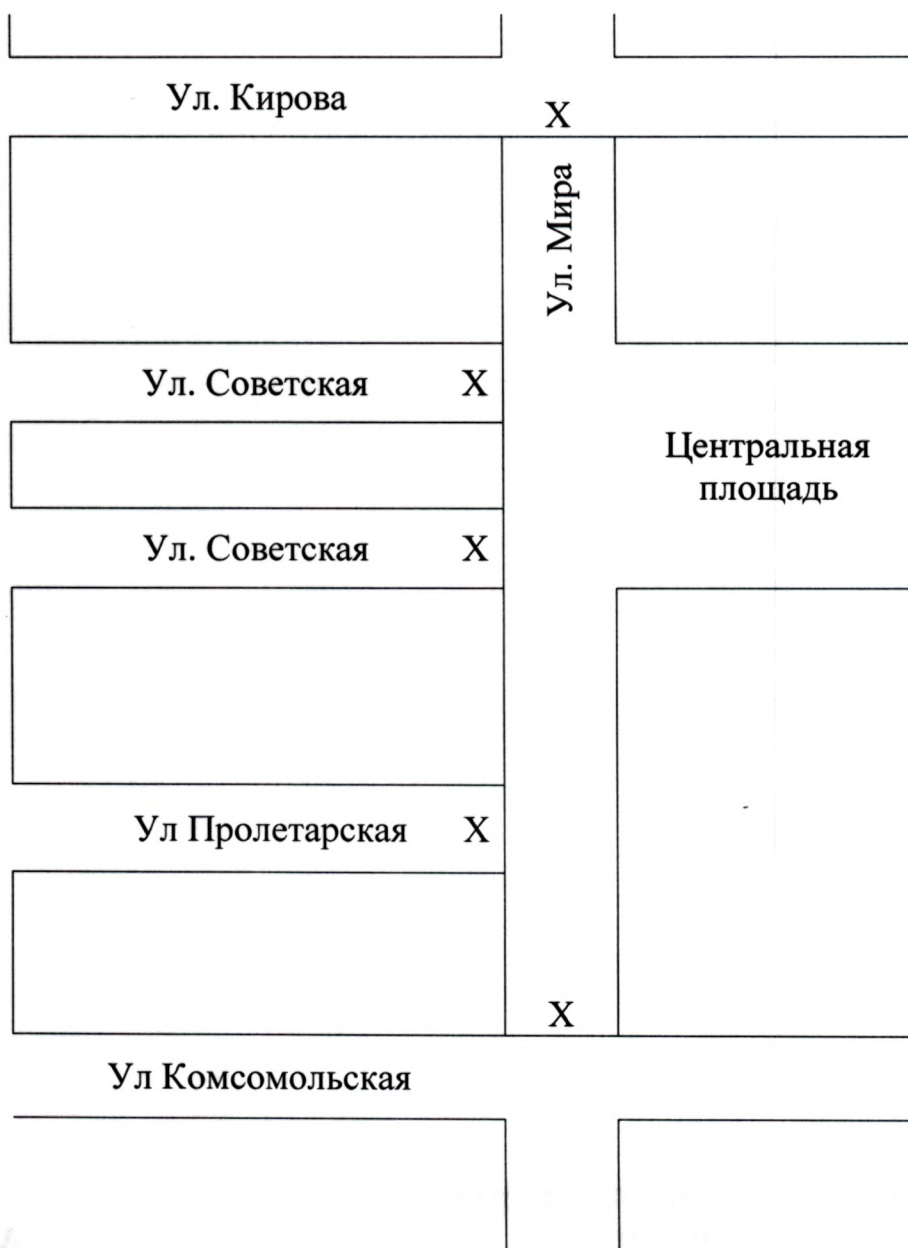 Ул. Кирова
Х
Ул. Мира
Ул. Советская Х
Центральная
площадь
Ул. Советская Х
Ул Пролетарская Х
Х
Ул Комсомольская